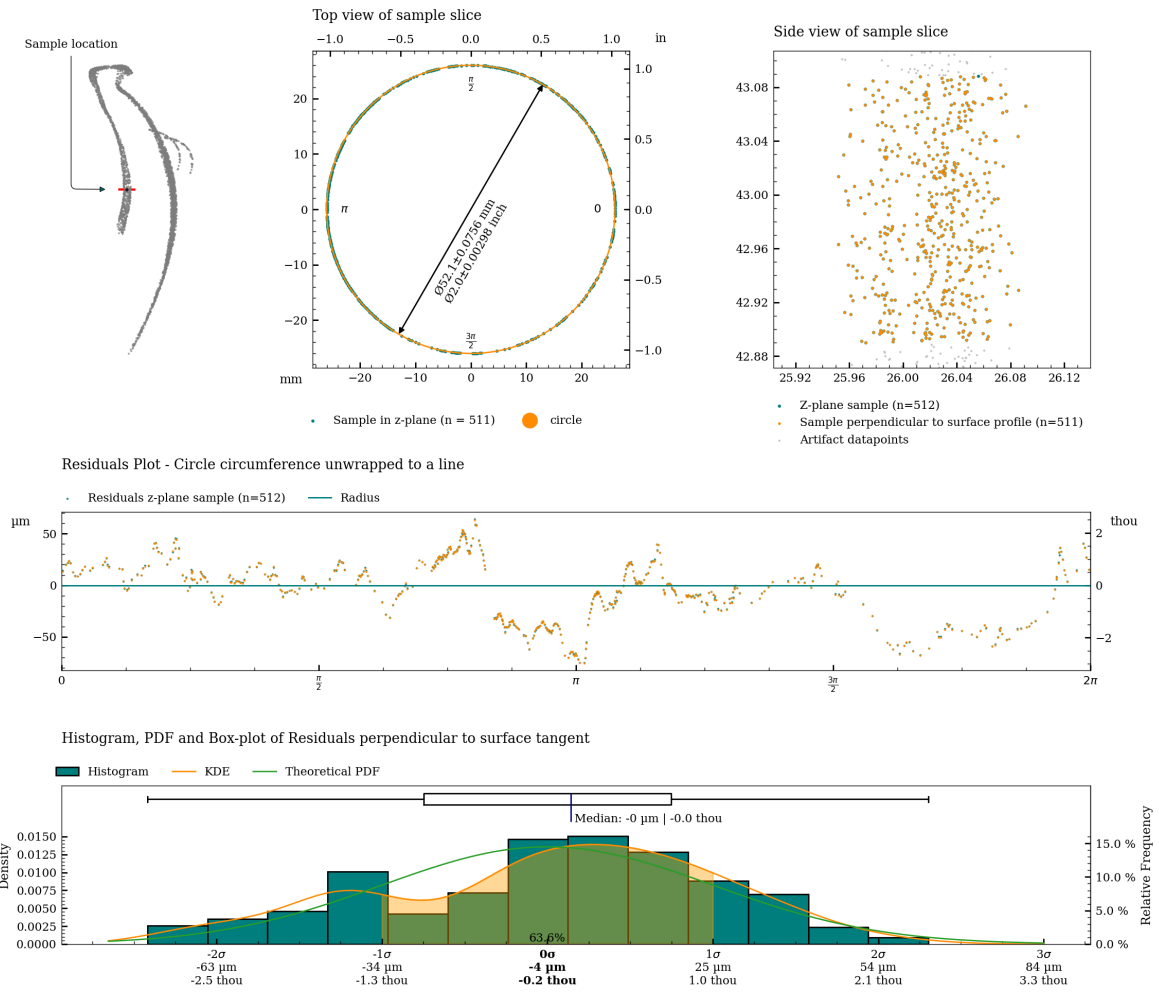 Sample location
Top view of sample slice
−1.0 −0.5 0.0 0.5 1.0 in
π/2
20
10
0
−10
−20
π
0
3π/2
1.0
0.5
0.0
−0.5
−1.0
Ø52.1±0.0756 mm
Ø2.0±0.00298 inch
mm −20 −10 0 10 20
Sample in z-plane (n = 511) circle
Side view of sample slice
43.08
43.04
43.00
42.96
42.92
42.88
25.92 25.96 26.00 26.04 26.08 26.12
Z-plane sample (n=512)
Sample perpendicular to surface profile (n=511)
Artifact datapoints
Residuals Plot - Circle circumference unwrapped to a line
Residuals z-plane sample (n=512) Radius
µm thou
50
0
−50
2
0
−2
0 π/2 π 3π/2 2π
Histogram, PDF and Box-plot of Residuals perpendicular to surface tangent
Histogram KDE Theoretical PDF
Median: -0 µm | -0.0 thou
Density
0.0150
0.0125
0.0100
0.0075
0.0050
0.0025
0.0000
63.6%
15.0 %
10.0 %
5.0 %
0.0 %
Relative Frequency
-2σ -1σ 0σ 1σ 2σ 3σ
-63 µm -34 µm -4 µm 25 µm 54 µm 84 µm
-2.5 thou -1.3 thou -0.2 thou 1.0 thou 2.1 thou 3.3 thou